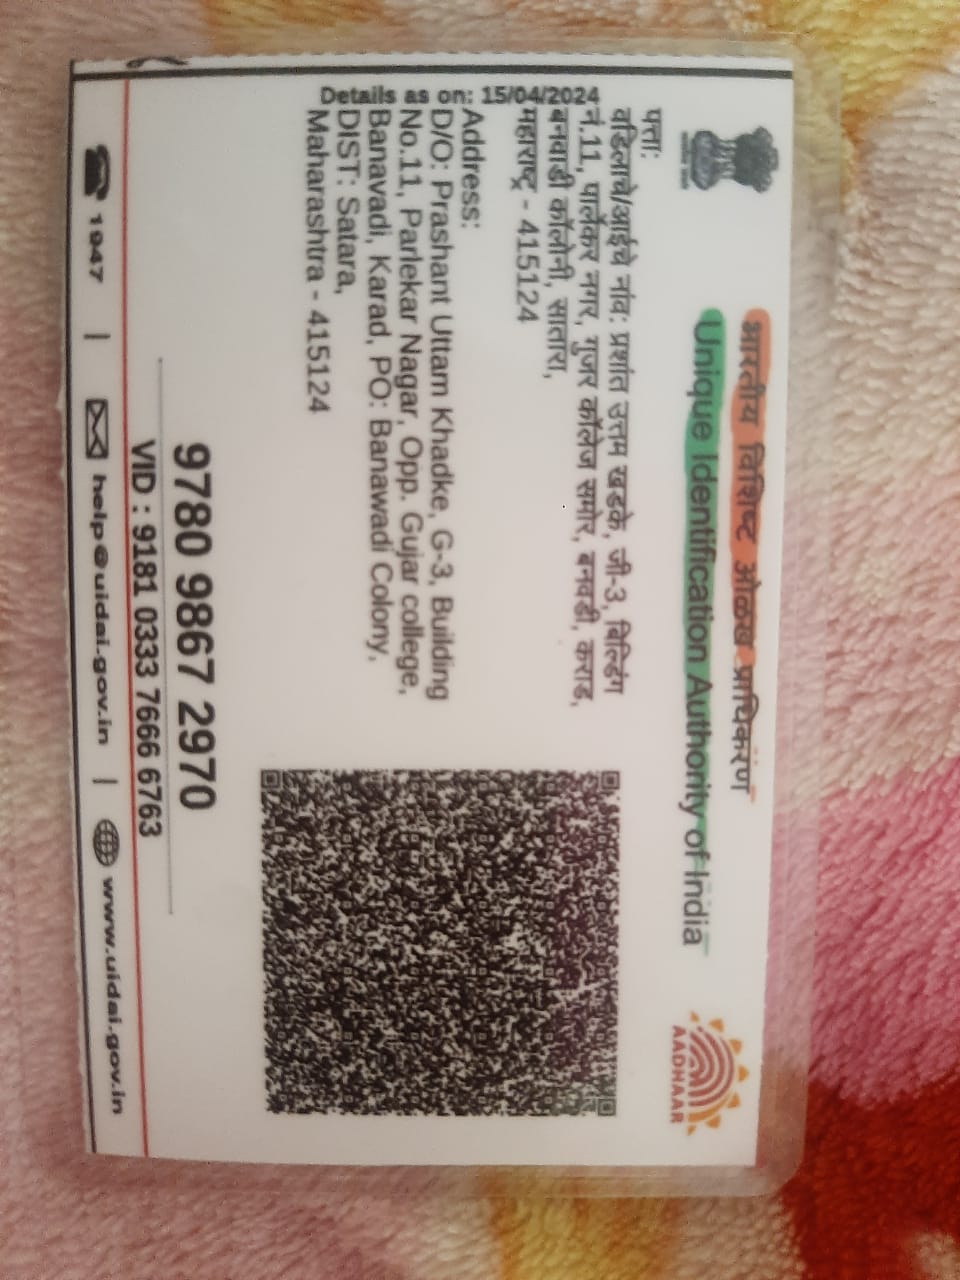 भारतीय विशिष्ट ओळख प्राधिकरण
Unique Identification Authority of India
AADHAAR
पत्ता:
वडिलांचे/आईचे नांव: प्रशांत उत्तम खडके, जी-3, बिल्डिंग
नं.11, पार्लेकर नगर, गुजर कॉलेज समोर, बनवडी, कराड,
बनवाडी कॉलोनी, सातारा,
महाराष्ट्र - 415124
Details as on: 15/04/2024
Address:
D/O: Prashant Uttam Khadke, G-3, Building
No.11, Parlekar Nagar, Opp. Gujar college,
Banavadi, Karad, PO: Banawadi Colony,
DIST: Satara,
Maharashtra - 415124
9780 9867 2970
VID : 9181 0333 7666 6763
1947 | help@uidai.gov.in | www.uidai.gov.in